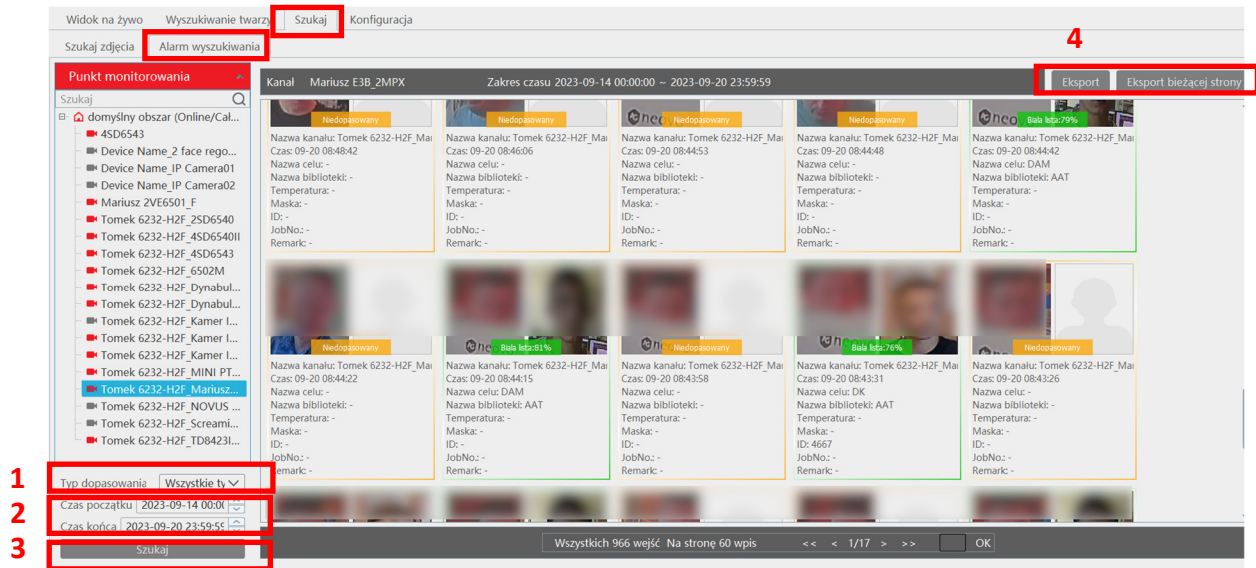 Widok na żywo Wyszukiwanie twarzy Szukaj Konfiguracja
Szukaj zdjęcia Alarm wyszukiwania
4
Punkt monitorowania
Kanał Mariusz E3B_2MPX Zakres czasu 2023-09-14 00:00:00 ~ 2023-09-20 23:59:59 Eksport Eksport bieżącej strony
Szukaj
domyślny obszar (Online/Cał...
4SD6543
Device Name_2 face rego...
Device Name_IP Camera01
Device Name_IP Camera02
Mariusz 2VE6501_F
Tomek 6232-H2F_2SD6540
Tomek 6232-H2F_4SD6540II
Tomek 6232-H2F_4SD6543
Tomek 6232-H2F_6502M
Tomek 6232-H2F_Dynabul...
Tomek 6232-H2F_Dynabul...
Tomek 6232-H2F_Kamer I...
Tomek 6232-H2F_Kamer I...
Tomek 6232-H2F_Kamer I...
Tomek 6232-H2F_MINI PT...
Tomek 6232-H2F_Mariusz...
Tomek 6232-H2F_NOVUS ...
Tomek 6232-H2F_Screami...
Tomek 6232-H2F_TD8423I...
1
Typ dopasowania Wszystkie ty
2
Czas początku 2023-09-14 00:0(
Czas końca 2023-09-20 23:59:59
3
Szukaj
Niedopasowany
Nazwa kanału: Tomek 6232-H2F_Mar
Czas: 09-20 08:48:42
Nazwa celu: -
Nazwa biblioteki: -
Temperatura: -
Maska: -
ID: -
JobNo.: -
Remark: -
Niedopasowany
Nazwa kanału: Tomek 6232-H2F_Mar
Czas: 09-20 08:46:06
Nazwa celu: -
Nazwa biblioteki: -
Temperatura: -
Maska: -
ID: -
JobNo.: -
Remark: -
Niedopasowany
Nazwa kanału: Tomek 6232-H2F_Mar
Czas: 09-20 08:44:53
Nazwa celu: -
Nazwa biblioteki: -
Temperatura: -
Maska: -
ID: -
JobNo.: -
Remark: -
Niedopasowany
Nazwa kanału: Tomek 6232-H2F_Mar
Czas: 09-20 08:44:48
Nazwa celu: -
Nazwa biblioteki: -
Temperatura: -
Maska: -
ID: -
JobNo.: -
Remark: -
Biała lista:79%
Nazwa kanału: Tomek 6232-H2F_Mar
Czas: 09-20 08:44:42
Nazwa celu: DAM
Nazwa biblioteki: AAT
Temperatura: -
Maska: -
ID: -
JobNo.: -
Remark: -
Niedopasowany
Nazwa kanału: Tomek 6232-H2F_Mar
Czas: 09-20 08:44:22
Nazwa celu: -
Nazwa biblioteki: -
Temperatura: -
Maska: -
ID: -
JobNo.: -
Remark: -
Biała lista:81%
Nazwa kanału: Tomek 6232-H2F_Mar
Czas: 09-20 08:44:15
Nazwa celu: DAM
Nazwa biblioteki: AAT
Temperatura: -
Maska: -
ID: -
JobNo.: -
Remark: -
Niedopasowany
Nazwa kanału: Tomek 6232-H2F_Mar
Czas: 09-20 08:43:58
Nazwa celu: -
Nazwa biblioteki: -
Temperatura: -
Maska: -
ID: -
JobNo.: -
Remark: -
Biała lista:76%
Nazwa kanału: Tomek 6232-H2F_Mar
Czas: 09-20 08:43:31
Nazwa celu: DK
Nazwa biblioteki: AAT
Temperatura: -
Maska: -
ID: 4667
JobNo.: -
Remark: -
Niedopasowany
Nazwa kanału: Tomek 6232-H2F_Mar
Czas: 09-20 08:43:26
Nazwa celu: -
Nazwa biblioteki: -
Temperatura: -
Maska: -
ID: -
JobNo.: -
Remark: -
Wszystkich 966 wejść Na stronę 60 wpis << < 1/17 > >> OK